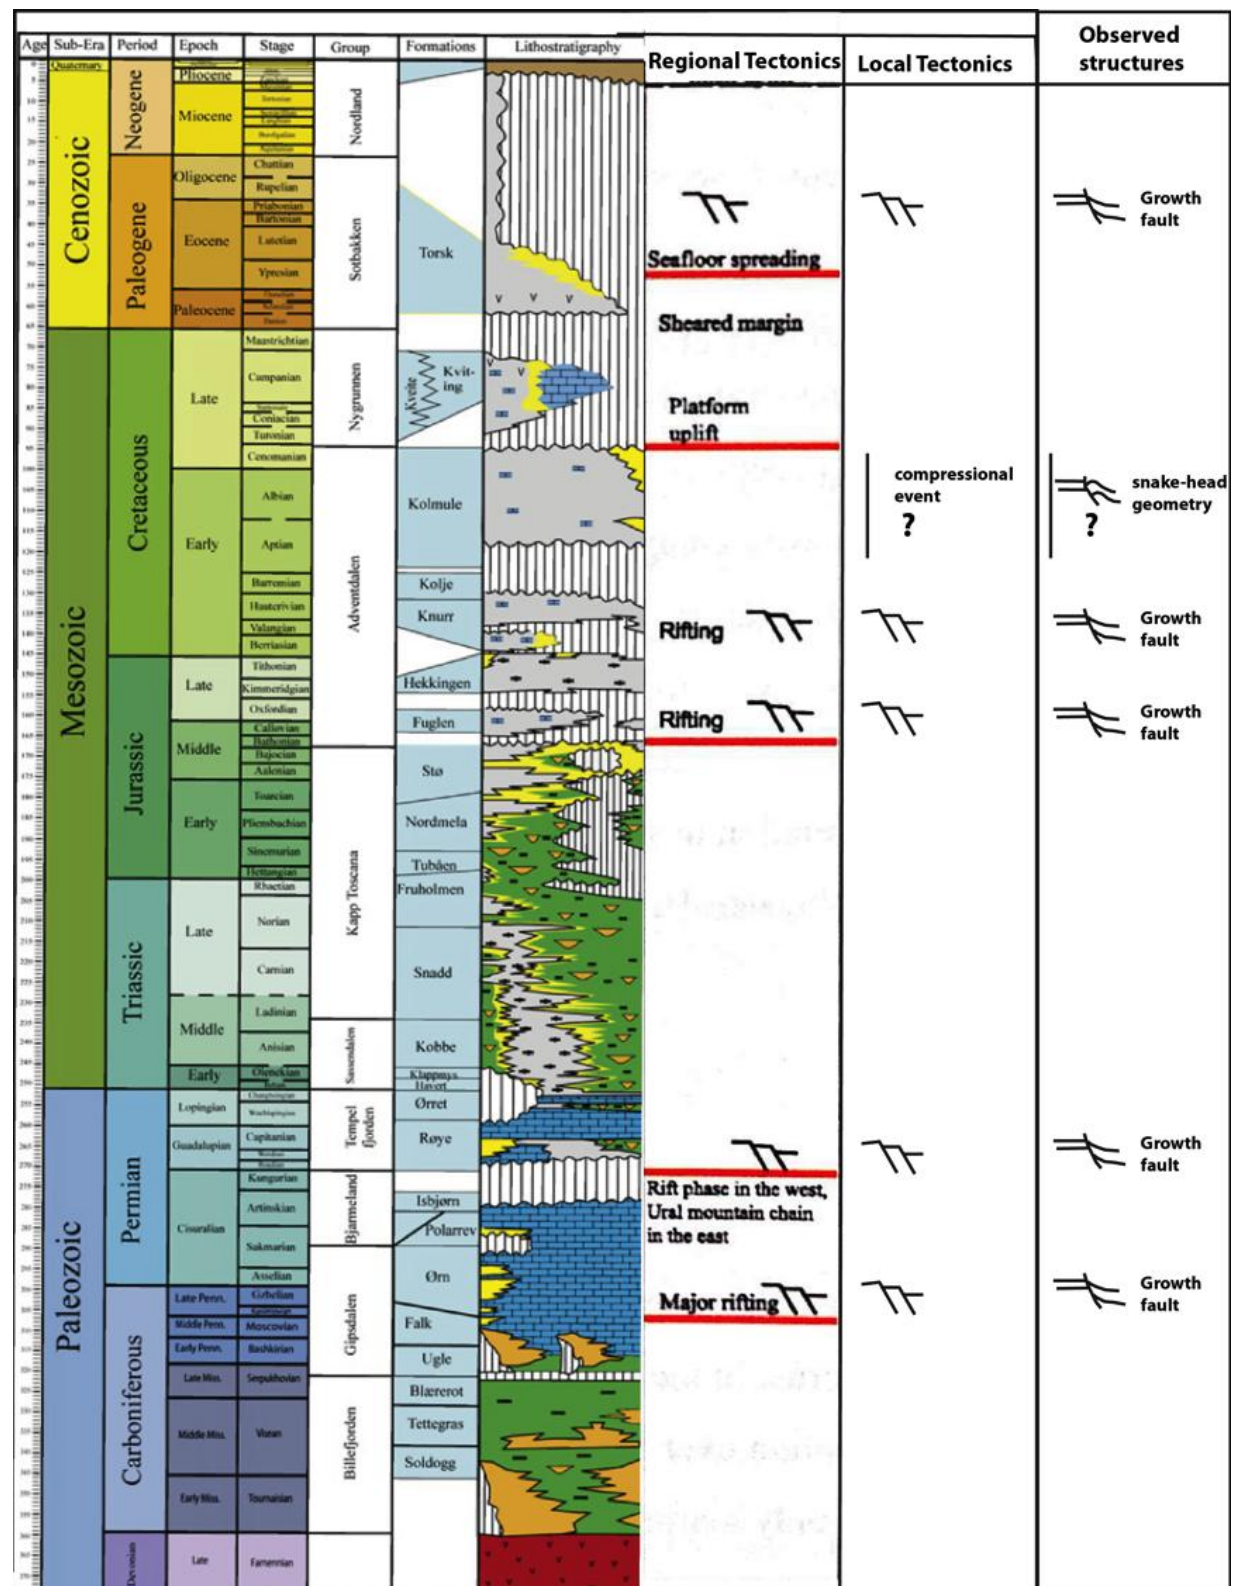 Observed
structures
Age Sub-Era Period Epoch Stage Group Formations Lithostratigraphy Regional Tectonics Local Tectonics
Quaternary
Cenozoic
Neogene
Pliocene
Miocene
Nordland
Paleogene
Oligocene
Chattian
Rupelian
Eocene
Priabonian
Bartonian
Lutetian
Ypresian
Paleocene
Sotbakken
Torsk
Growth
fault
Seafloor spreading
Sheared margin
Mesozoic
Cretaceous
Late
Maastrichtian
Campanian
Coniacian
Turonian
Cenomanian
Nygrunnen
Kveite
Kvit-
ing
Platform
uplift
Early
Albian
Aptian
Barremian
Hauterivian
Valangian
Berriasian
Adventdalen
Kolmule
Kolje
Knurr
compressional
event
?
snake-head
geometry
?
Rifting
Growth
fault
Jurassic
Late
Tithonian
Kimmeridgian
Oxfordian
Hekkingen
Fuglen
Rifting
Growth
fault
Middle
Callovian
Bathonian
Bajocian
Aalenian
Early
Toarcian
Pliensbachian
Sinemurian
Hettangian
Kapp Toscana
Stø
Nordmela
Tubåen
Fruholmen
Triassic
Late
Rhaetian
Norian
Carnian
Snadd
Middle
Ladinian
Anisian
Early
Olenekian
Sassendalen
Kobbe
Klappmys
Havert
Paleozoic
Permian
Lopingian
Changhsingian
Wuchiapingian
Guadalupian
Capitanian
Tempel
fjorden
Ørret
Røye
Growth
fault
Cisuralian
Kungurian
Artinskian
Sakmarian
Asselian
Bjarmeland
Isbjørn
Polarrev
Rift phase in the west,
Ural mountain chain
in the east
Carboniferous
Late Penn.
Gzhelian
Middle Penn.
Moscovian
Early Penn.
Bashkirian
Gipsdalen
Ørn
Falk
Ugle
Major rifting
Growth
fault
Late Miss.
Serpukhovian
Middle Miss.
Visean
Early Miss.
Tournaisian
Billefjorden
Blærerot
Tettegras
Soldogg
Devonian
Late
Famennian